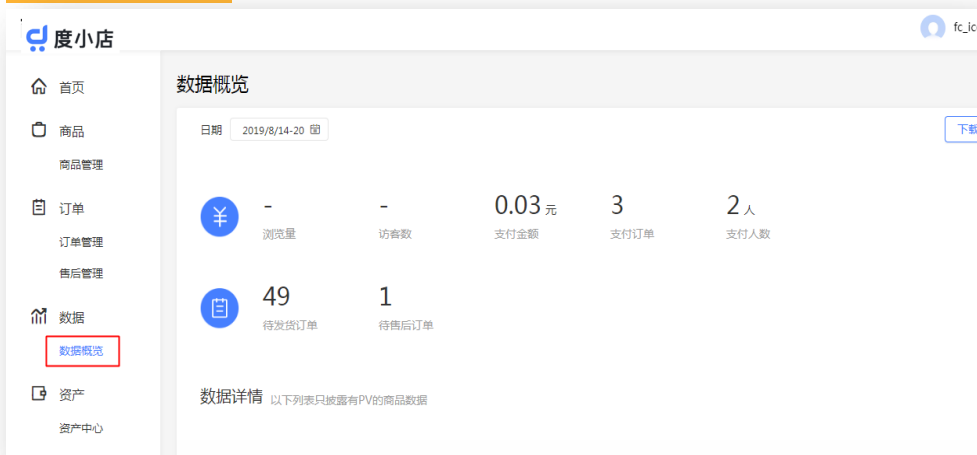 度小店
fc_ic
首页
商品
商品管理
订单
订单管理
售后管理
数据
数据概览
资产
资产中心
数据概览
日期 2019/8/14-20
下载
- - 0.03 元 3 2 人
浏览量 访客数 支付金额 支付订单 支付人数
49 1
待发货订单 待售后订单
数据详情 以下列表只披露有PV的商品数据